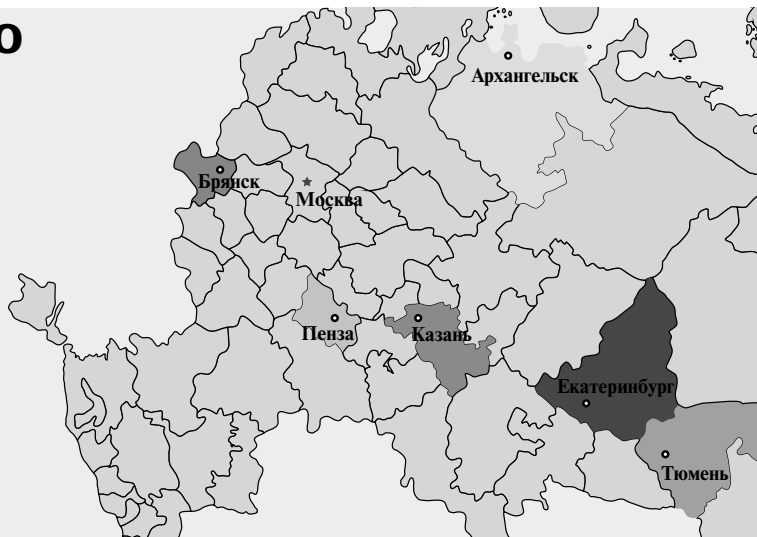 о
Архангельск
Брянск
Москва
Пенза
Казань
Екатеринбург
Тюмень